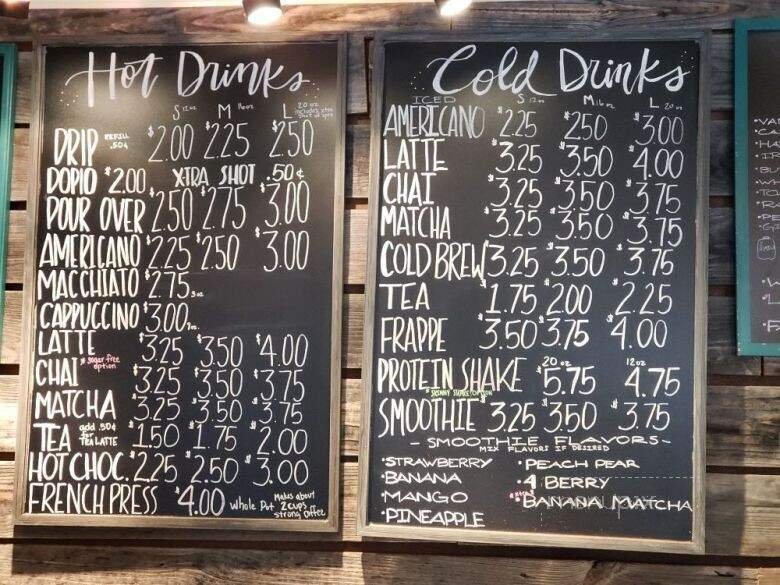 Hot Drinks
S 12oz M 16oz L 20 oz
DRIP REFILL .50¢ $2.00 $2.25 $2.50
DOPIO $2.00 XTRA SHOT .50¢
POUR OVER $2.50 $2.75 $3.00
AMERICANO $2.25 $2.50 $3.00
MACCHIATO $2.75
CAPPUCCINO $3.00
LATTE $3.25 $3.50 $4.00
* sugar free option
CHAI $3.25 $3.50 $3.75
MATCHA $3.25 $3.50 $3.75
TEA add .50¢ for TEA LATTE $1.50 $1.75 $2.00
HOT CHOC. $2.25 $2.50 $3.00
FRENCH PRESS $4.00 Whole Pot Makes about 2 cups strong coffee
Cold Drinks
ICED S 12oz M 16oz L 20oz
AMERICANO $2.25 $2.50 $3.00
LATTE $3.25 $3.50 $4.00
CHAI $3.25 $3.50 $3.75
MATCHA $3.25 $3.50 $3.75
COLD BREW $3.25 $3.50 $3.75
TEA $1.75 $2.00 $2.25
FRAPPE $3.50 $3.75 $4.00
20 oz 12oz
PROTEIN SHAKE $5.75 $4.75
SMOOTHIE $3.25 $3.50 $3.75
- SMOOTHIE FLAVORS -
MIX FLAVORS IF DESIRED
•STRAWBERRY •PEACH PEAR
•BANANA •4 BERRY
•MANGO •BANANA MATCHA
•PINEAPPLE